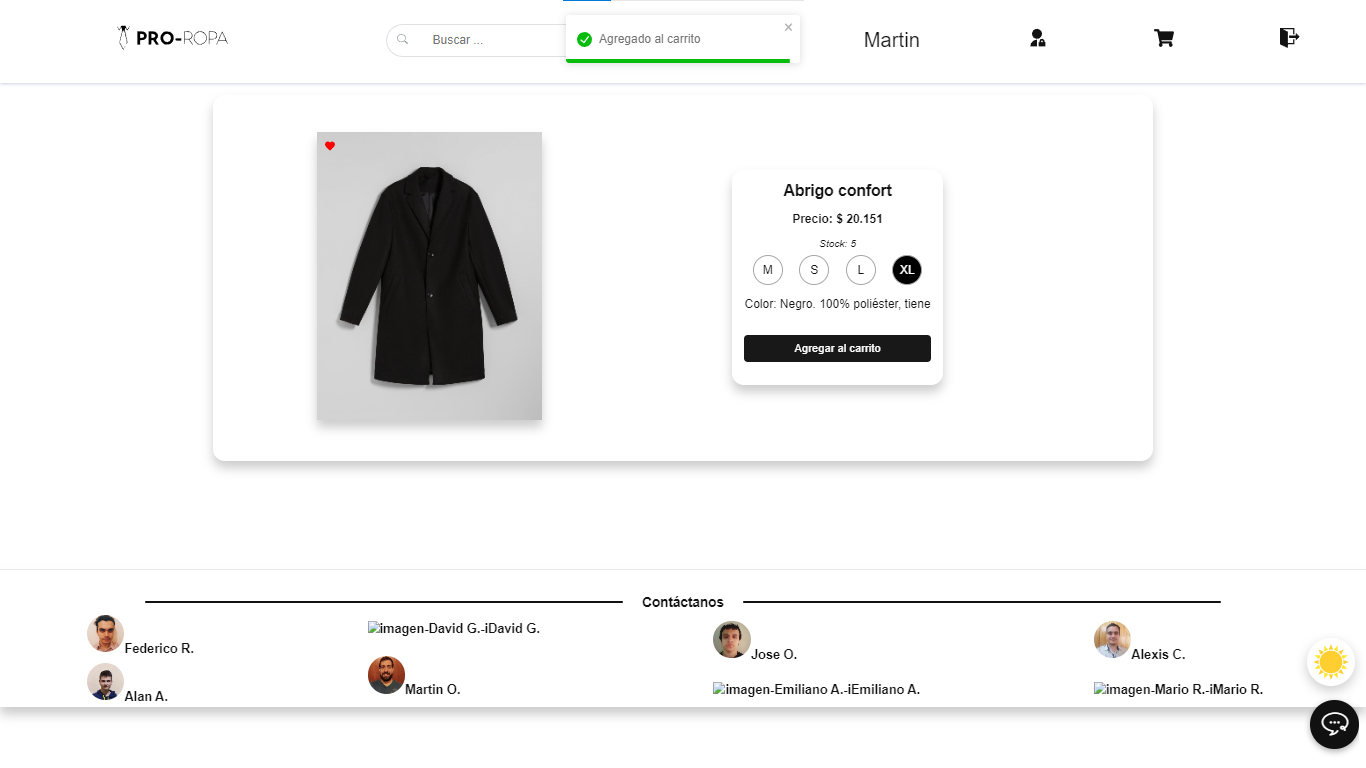 PRO-ROPA
Buscar ...
Agregado al carrito
Martin
Abrigo confort
Precio: $ 20.151
Stock: 5
M S L XL
Color: Negro. 100% poliéster, tiene
Agregar al carrito
Contáctanos
Federico R.
imagen-David G.-iDavid G.
Jose O.
Alexis C.
Alan A.
Martin O.
imagen-Emiliano A.-iEmiliano A.
imagen-Mario R.-iMario R.